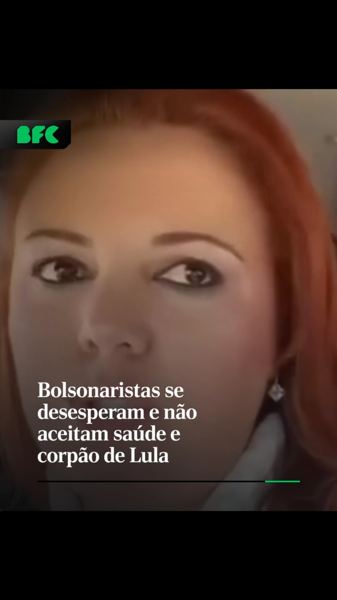 BFC
Bolsonaristas se
desesperam e não
aceitam saúde e
corpão de Lula